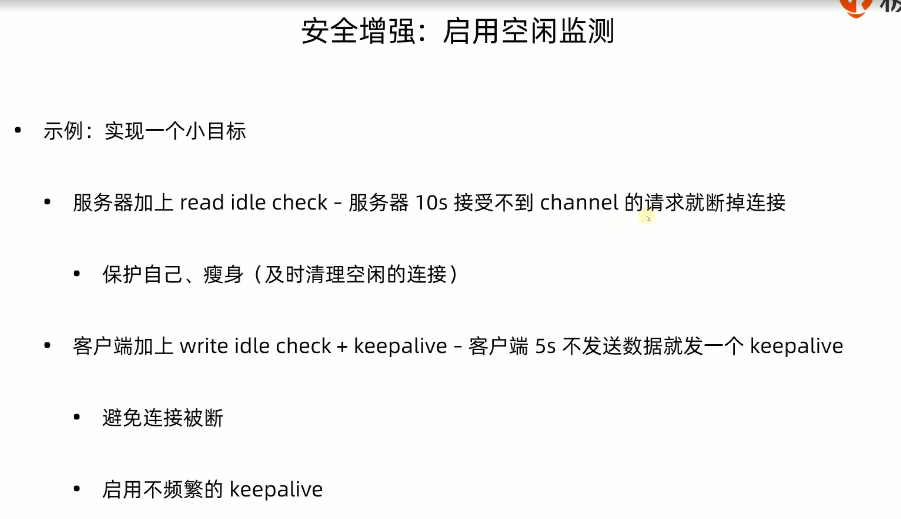 安全增强：启用空闲监测
• 示例：实现一个小目标
• 服务器加上 read idle check – 服务器 10s 接受不到 channel 的请求就断掉连接
• 保护自己、瘦身（及时清理空闲的连接）
• 客户端加上 write idle check + keepalive – 客户端 5s 不发送数据就发一个 keepalive
• 避免连接被断
• 启用不频繁的 keepalive